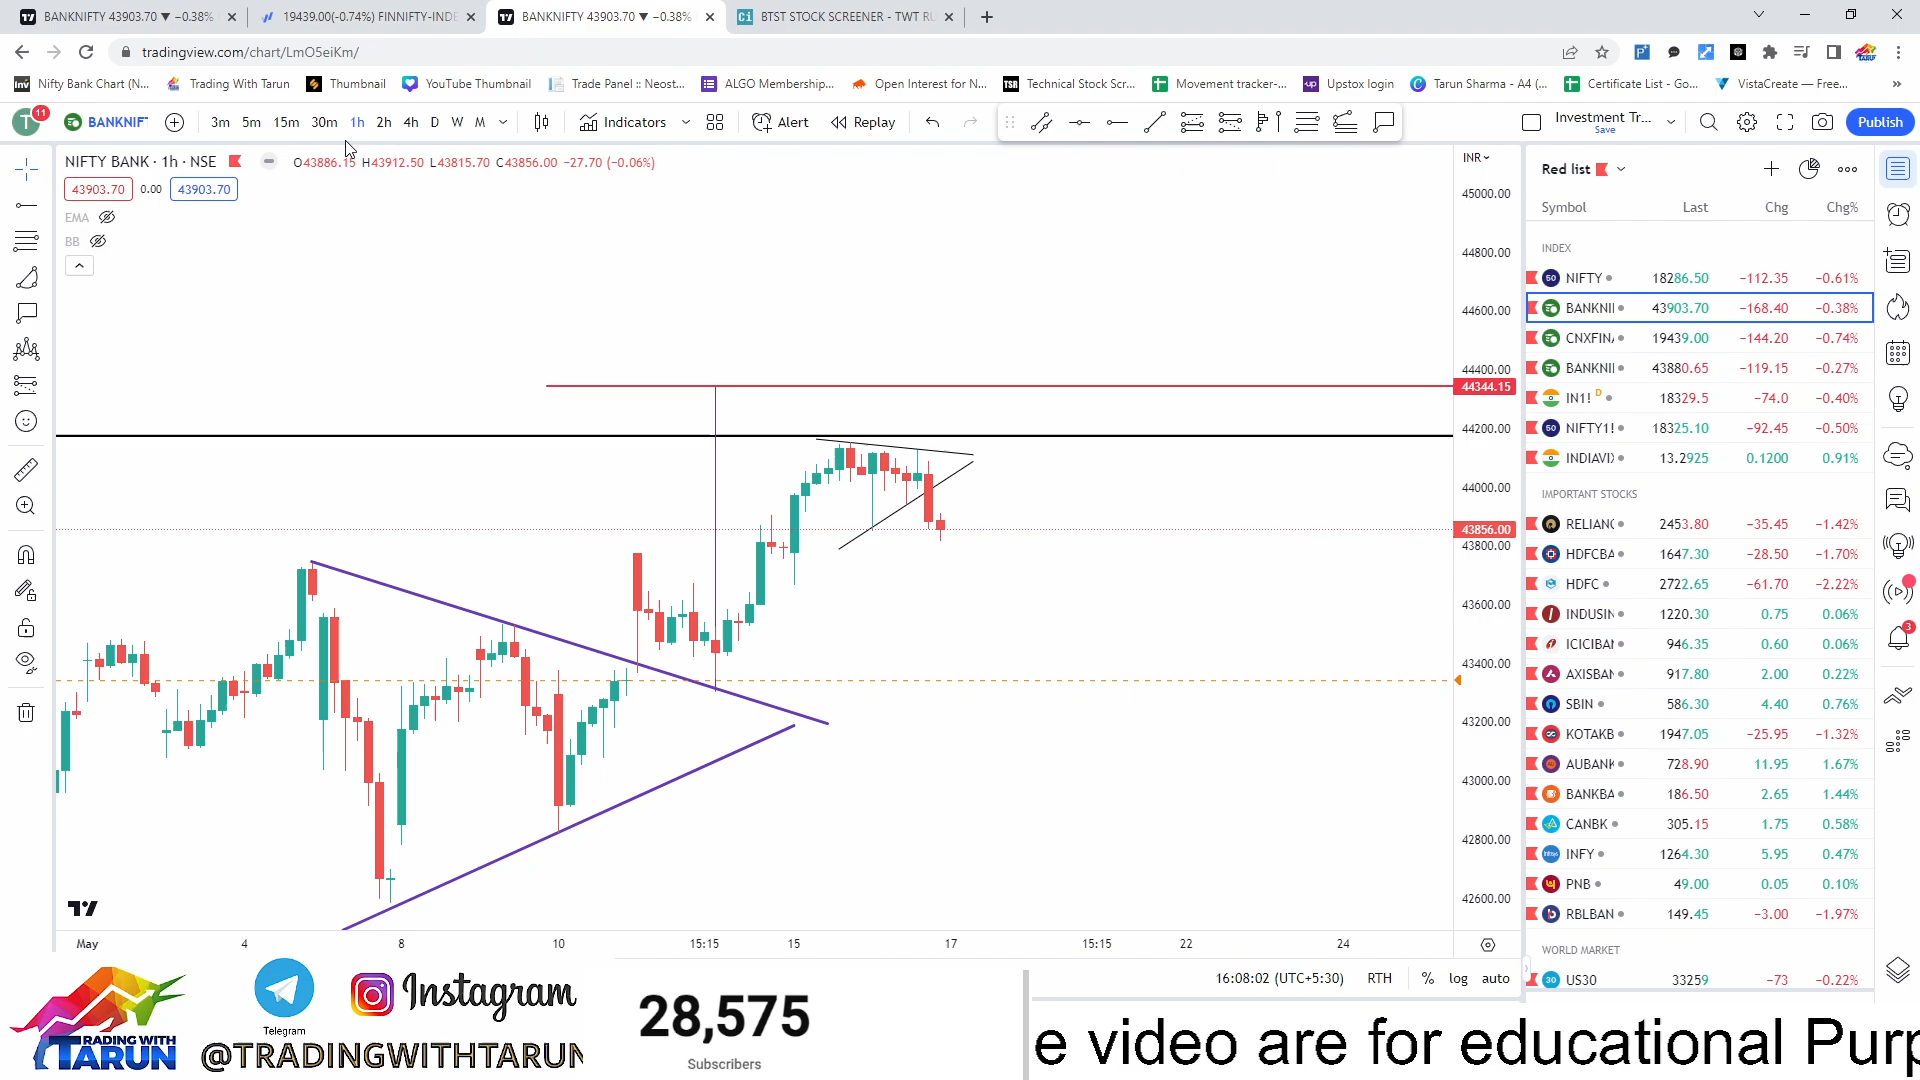 BANKNIFTY 43903.70 ▼ −0.38%
19439.00(-0.74%) FINNIFTY-INDE
BANKNIFTY 43903.70 ▼ −0.38%
BTST STOCK SCREENER - TWT RU
tradingview.com/chart/LmO5eiKm/
Nifty Bank Chart (N...
Trading With Tarun
Thumbnail
YouTube Thumbnail
Trade Panel :: Neost...
ALGO Membership...
Open Interest for N...
Technical Stock Scr...
Movement tracker-...
Upstox login
Tarun Sharma - A4 (...
Certificate List - Go...
VistaCreate — Free...
T 11 BANKNIF 3m 5m 15m 30m 1h 2h 4h D W M Indicators Alert Replay
Investment Tr...
Save
Publish
NIFTY BANK · 1h · NSE O43886.15 H43912.50 L43815.70 C43856.00 −27.70 (−0.06%)
43903.70 0.00 43903.70
EMA
BB
INR
45000.00
44800.00
44600.00
44400.00
44344.15
44200.00
44000.00
43856.00
43800.00
43600.00
43400.00
43200.00
43000.00
42800.00
42600.00
May 4 8 10 15:15 15 17 15:15 22 24
16:08:02 (UTC+5:30) RTH % log auto
Red list
Symbol Last Chg Chg%
INDEX
NIFTY 18286.50 −112.35 −0.61%
BANKNI 43903.70 −168.40 −0.38%
CNXFIN 19439.00 −144.20 −0.74%
BANKNI 43880.65 −119.15 −0.27%
IN1! D 18329.5 −74.0 −0.40%
NIFTY1! 18325.10 −92.45 −0.50%
INDIAVI 13.2925 0.1200 0.91%
IMPORTANT STOCKS
RELIANC 2453.80 −35.45 −1.42%
HDFCBA 1647.30 −28.50 −1.70%
HDFC 2722.65 −61.70 −2.22%
INDUSIN 1220.30 0.75 0.06%
ICICIBAN 946.35 0.60 0.06%
AXISBAN 917.80 2.00 0.22%
SBIN 586.30 4.40 0.76%
KOTAKB 1947.05 −25.95 −1.32%
AUBANK 728.90 11.95 1.67%
BANKBA 186.50 2.65 1.44%
CANBK 305.15 1.75 0.58%
INFY 1264.30 5.95 0.47%
PNB 49.00 0.05 0.10%
RBLBAN 149.45 −3.00 −1.97%
WORLD MARKET
US30 33259 −73 −0.22%
3
TRADING WITH
TARUN
Telegram
Instagram
@TRADINGWITHTARUN
28,575
Subscribers
e video are for educational Purp